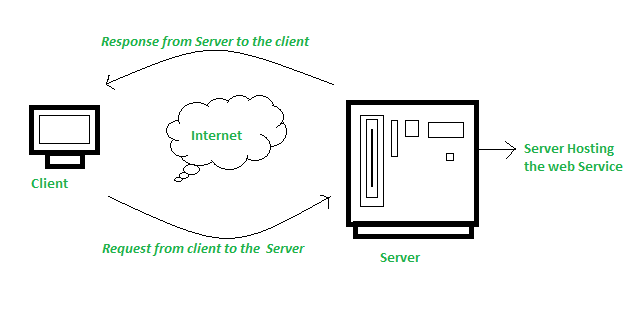 Response from Server to the client
Internet
Server Hosting
the web Service
Client
Request from client to the Server
Server